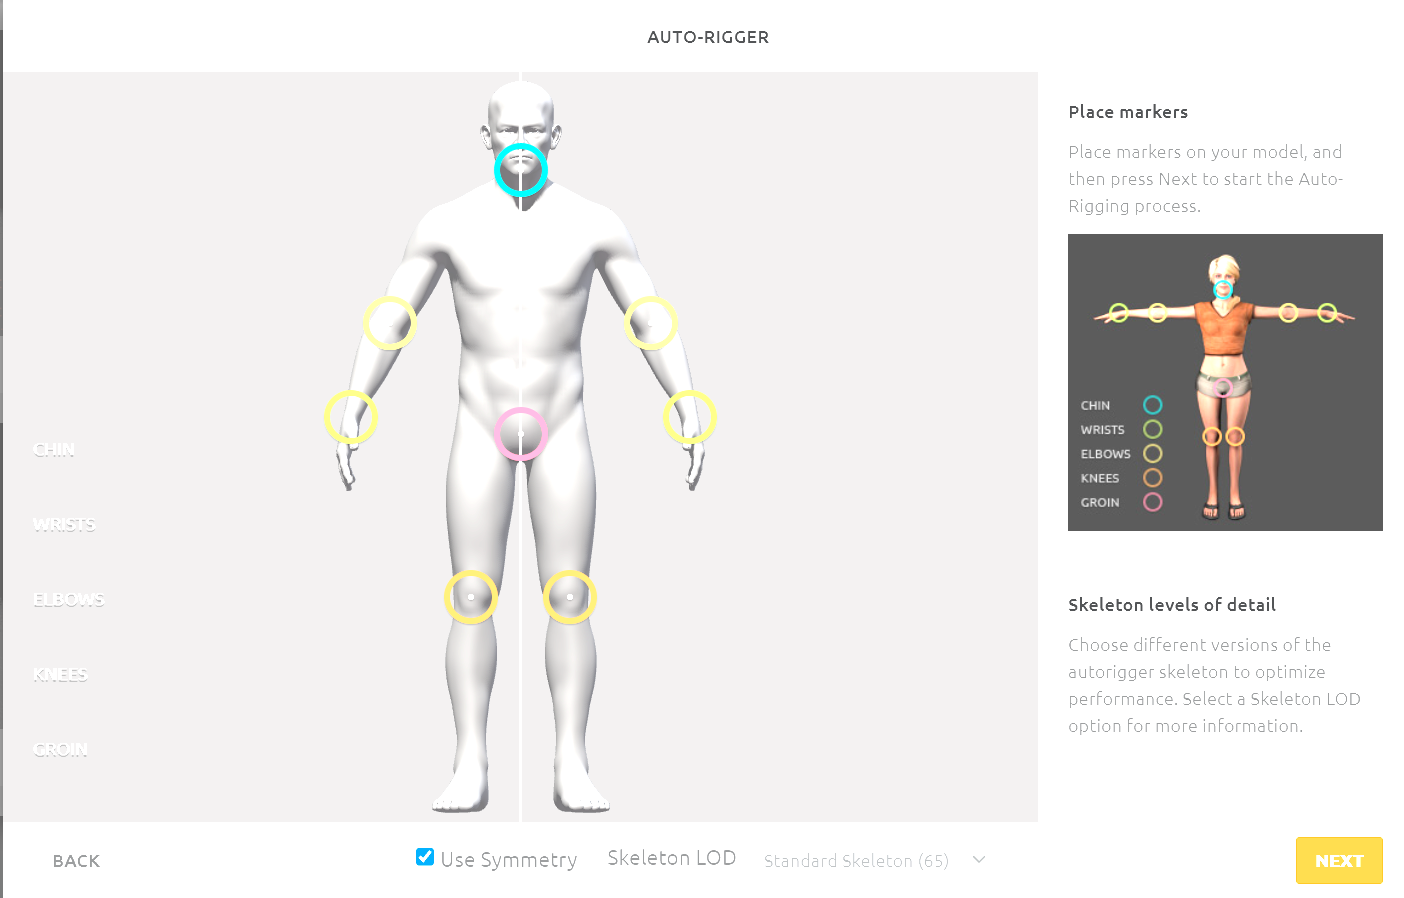 AUTO-RIGGER
CHIN
WRISTS
ELBOWS
KNEES
GROIN
Place markers
Place markers on your model, and
then press Next to start the Auto-
Rigging process.
CHIN
WRISTS
ELBOWS
KNEES
GROIN
Skeleton levels of detail
Choose different versions of the
autorigger skeleton to optimize
performance. Select a Skeleton LOD
option for more information.
BACK
Use Symmetry
Skeleton LOD
Standard Skeleton (65)
NEXT